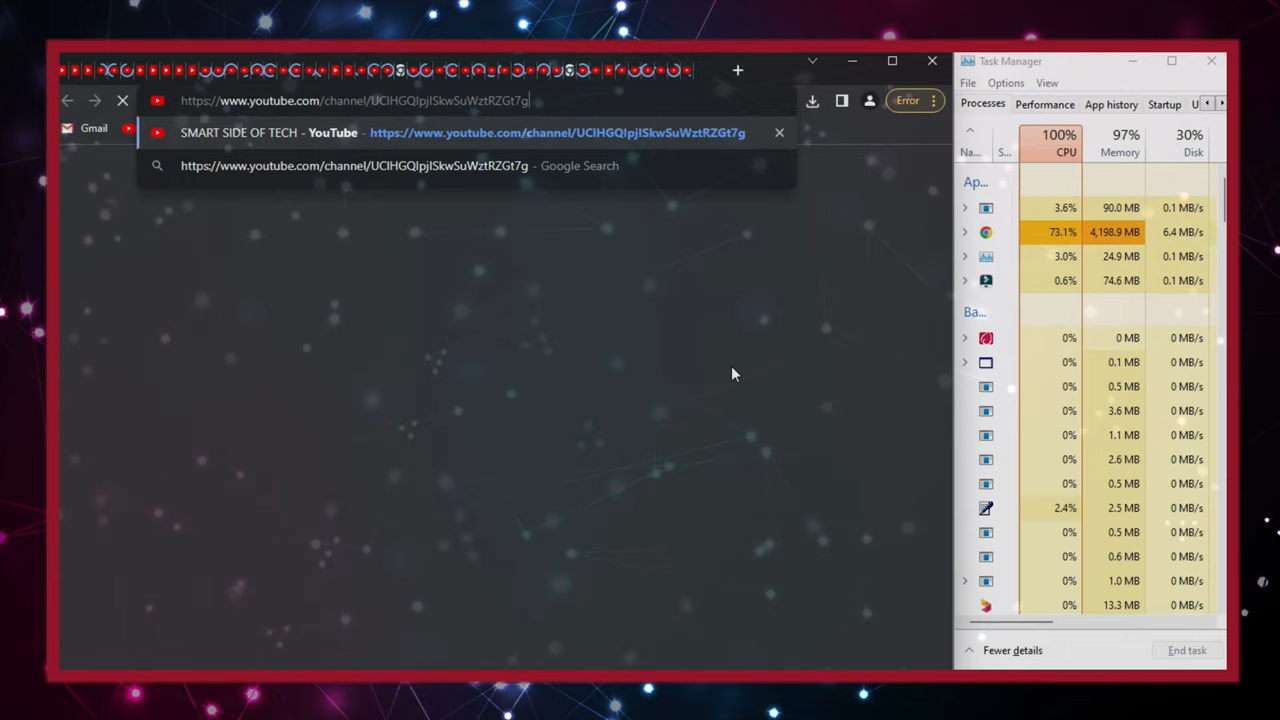 https://www.youtube.com/channel/UCIHGQIpjISkwSuWztRZGt7g
Error
Gmail
SMART SIDE OF TECH - YouTube - https://www.youtube.com/channel/UCIHGQIpjISkwSuWztRZGt7g
https://www.youtube.com/channel/UCIHGQIpjISkwSuWztRZGt7g - Google Search
Task Manager
File Options View
Processes Performance App history Startup U
100% 97% 30%
Na... S... CPU Memory Disk
Ap...
3.6% 90.0 MB 0.1 MB/s
73.1% 4,198.9 MB 6.4 MB/s
3.0% 24.9 MB 0.1 MB/s
0.6% 74.6 MB 0.1 MB/s
Ba...
0% 0 MB 0 MB/s
0% 0.1 MB 0 MB/s
0% 0.5 MB 0 MB/s
0% 3.6 MB 0 MB/s
0% 1.1 MB 0 MB/s
0% 2.6 MB 0 MB/s
0% 0.5 MB 0 MB/s
2.4% 2.5 MB 0 MB/s
0% 0.5 MB 0 MB/s
0% 0.6 MB 0 MB/s
0% 1.0 MB 0 MB/s
0% 13.3 MB 0 MB/s
Fewer details End task